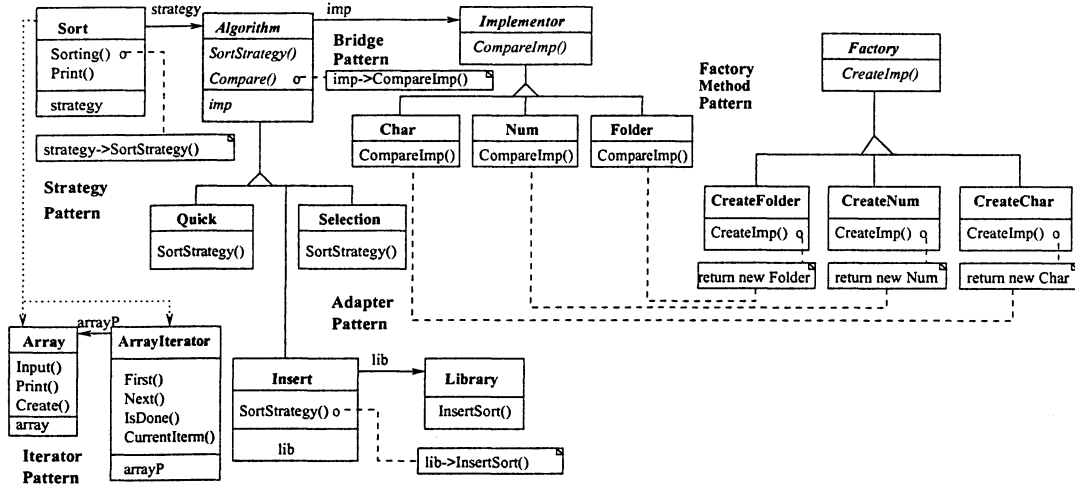 strategy
imp
Sort
Sorting()
Print()
strategy
Algorithm
SortStrategy()
Compare()
imp
Bridge
Pattern
imp->CompareImp()
Implementor
CompareImp()
Factory
Method
Pattern
Factory
CreateImp()
strategy->SortStrategy()
Char
CompareImp()
Num
CompareImp()
Folder
CompareImp()
Strategy
Pattern
Quick
SortStrategy()
Selection
SortStrategy()
CreateFolder
CreateImp()
CreateNum
CreateImp()
CreateChar
CreateImp()
return new Folder
return new Num
return new Char
Adapter
Pattern
arrayP
Array
Input()
Print()
Create()
array
ArrayIterator
First()
Next()
IsDone()
CurrentIterm()
arrayP
Iterator
Pattern
lib
Insert
SortStrategy()
lib
Library
InsertSort()
lib->InsertSort()